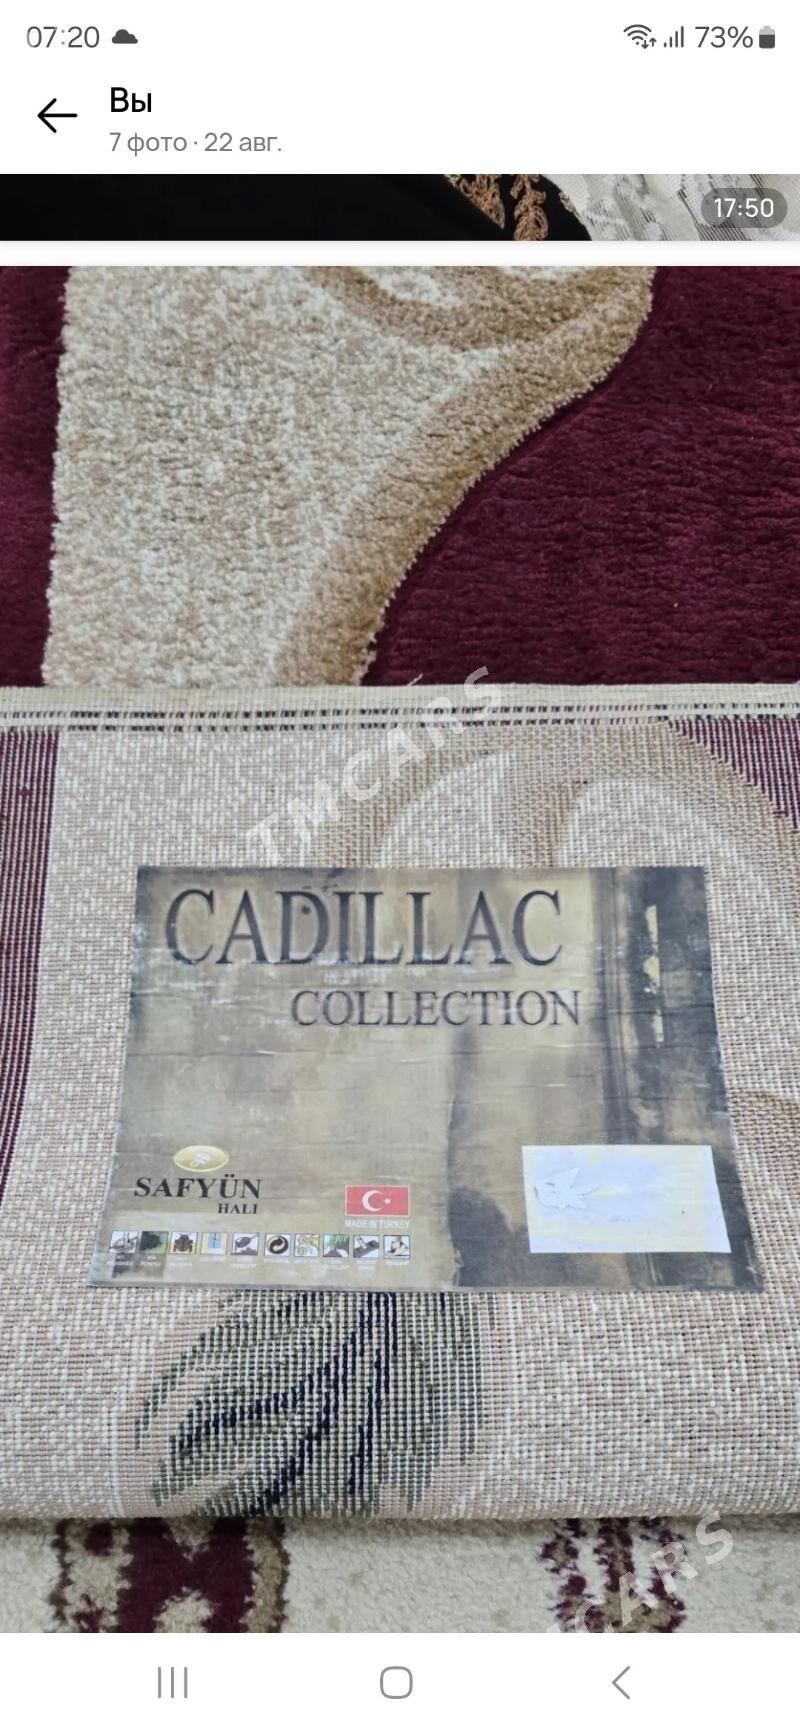 07:20
73%
Вы
7 фото · 22 авг.
17:50
TMCARS
CADILLAC
COLLECTION
SAFYÜN
HALI
MADE IN TURKEY
TMCARS